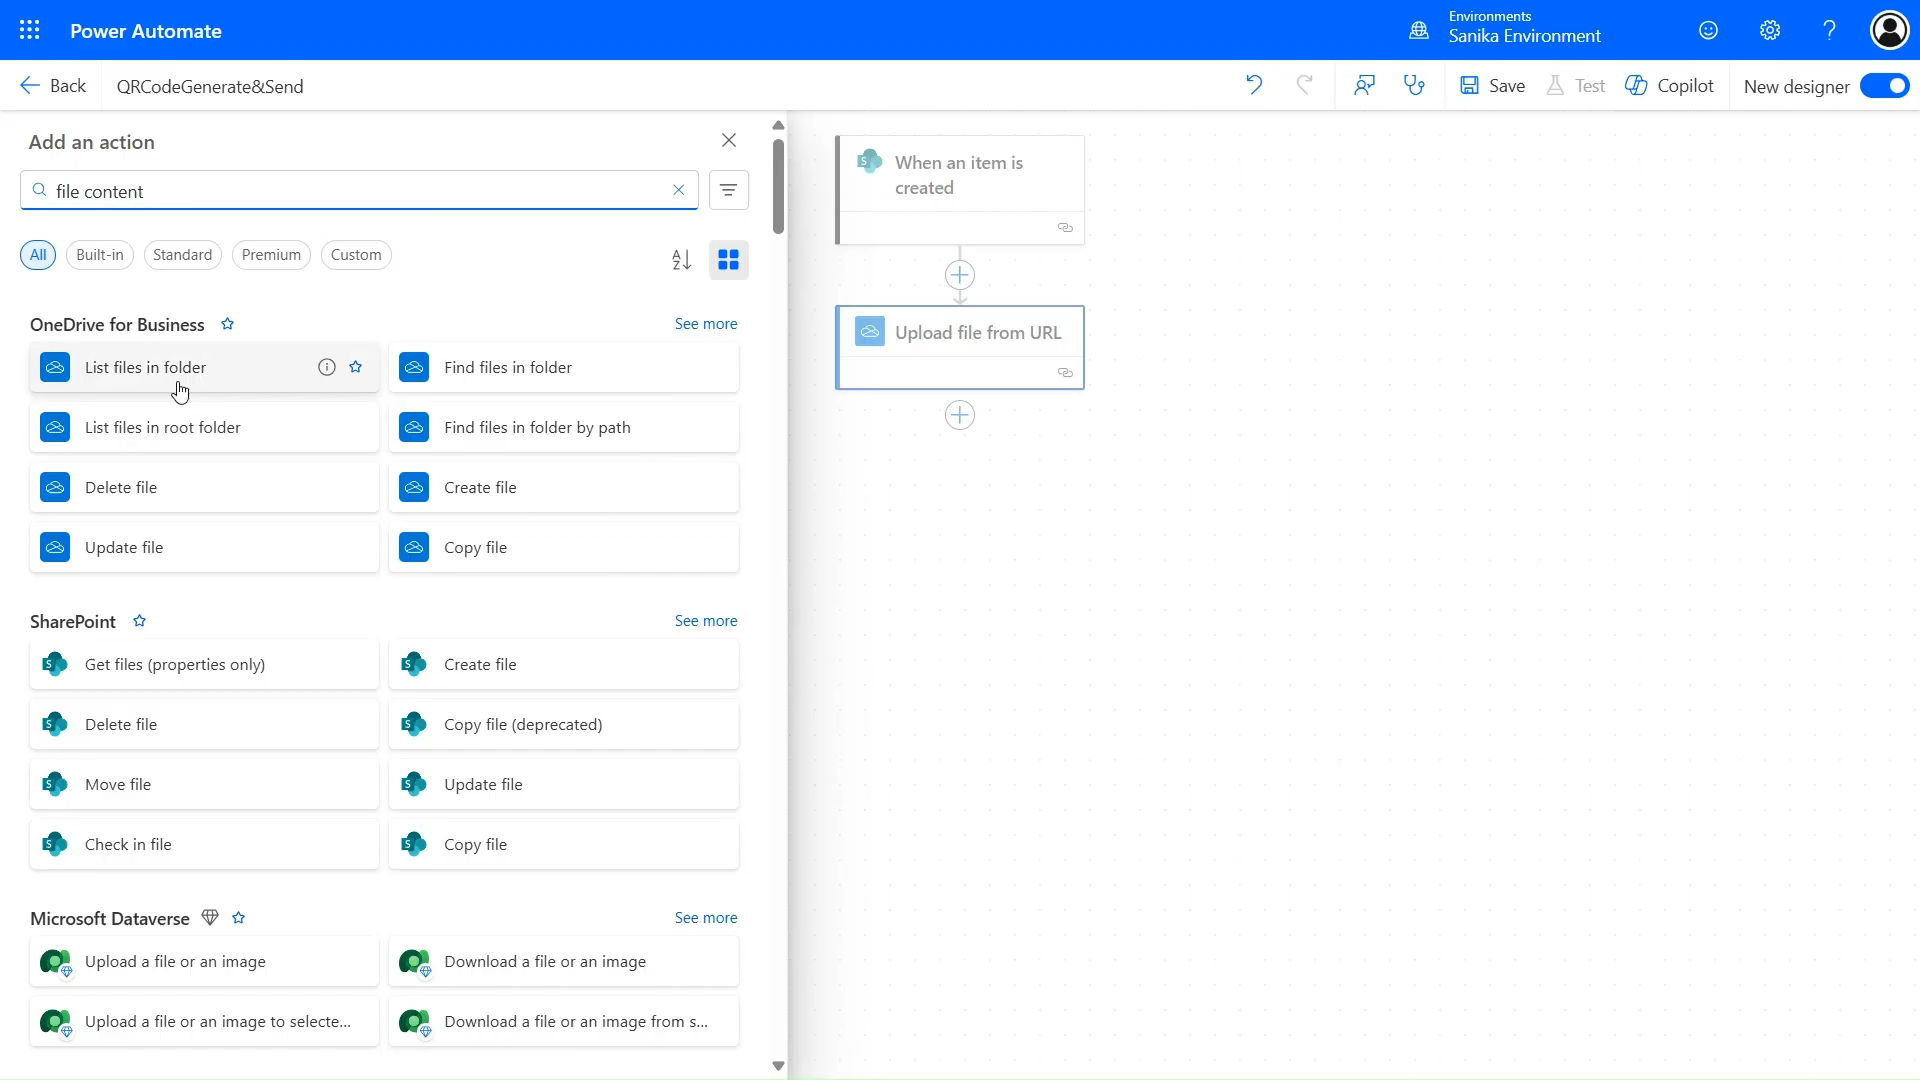 Power Automate
Environments
Sanika Environment
Back
QRCodeGenerate&Send
Save
Test
Copilot
New designer
Add an action
file content
All
Built-in
Standard
Premium
Custom
OneDrive for Business
See more
List files in folder
Find files in folder
List files in root folder
Find files in folder by path
Delete file
Create file
Update file
Copy file
SharePoint
See more
Get files (properties only)
Create file
Delete file
Copy file (deprecated)
Move file
Update file
Check in file
Copy file
Microsoft Dataverse
See more
Upload a file or an image
Download a file or an image
Upload a file or an image to selecte...
Download a file or an image from s...
When an item is
created
Upload file from URL